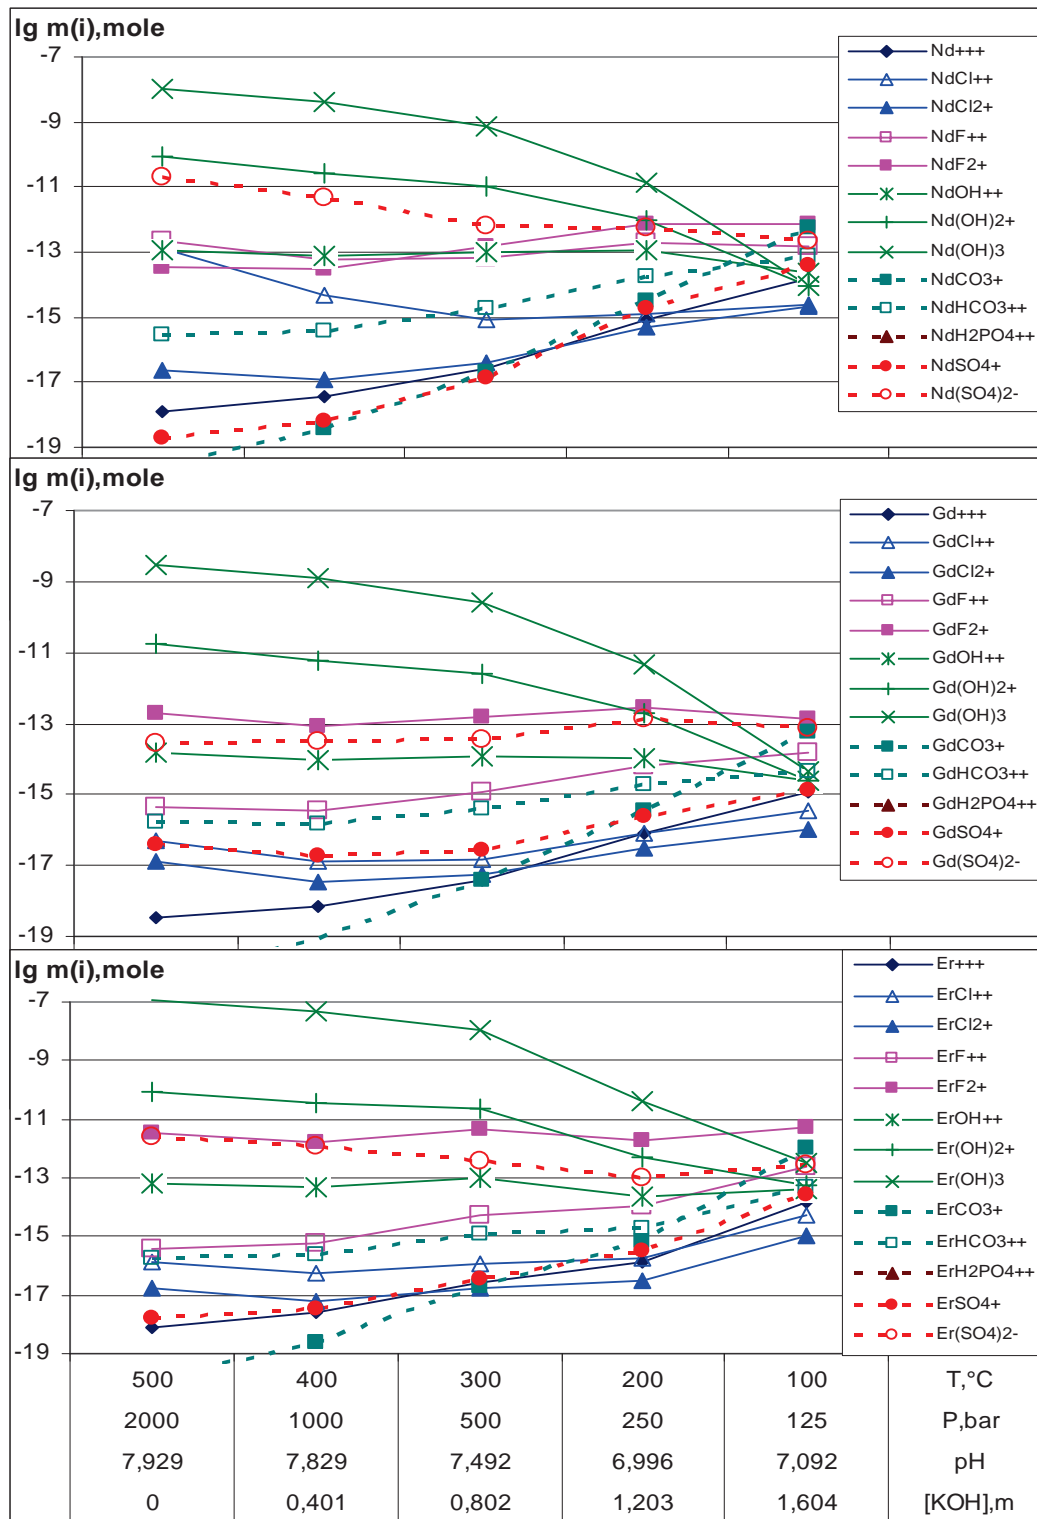 lg m(i),mole
-7
-9
-11
-13
-15
-17
-19
Nd+++
NdCl++
NdCl2+
NdF++
NdF2+
NdOH++
Nd(OH)2+
Nd(OH)3
NdCO3+
NdHCO3++
NdH2PO4++
NdSO4+
Nd(SO4)2-
lg m(i),mole
-7
-9
-11
-13
-15
-17
-19
Gd+++
GdCl++
GdCl2+
GdF++
GdF2+
GdOH++
Gd(OH)2+
Gd(OH)3
GdCO3+
GdHCO3++
GdH2PO4++
GdSO4+
Gd(SO4)2-
lg m(i),mole
-7
-9
-11
-13
-15
-17
-19
Er+++
ErCl++
ErCl2+
ErF++
ErF2+
ErOH++
Er(OH)2+
Er(OH)3
ErCO3+
ErHCO3++
ErH2PO4++
ErSO4+
Er(SO4)2-
500 400 300 200 100 T,°C
2000 1000 500 250 125 P,bar
7,929 7,829 7,492 6,996 7,092 pH
0 0,401 0,802 1,203 1,604 [KOH],m